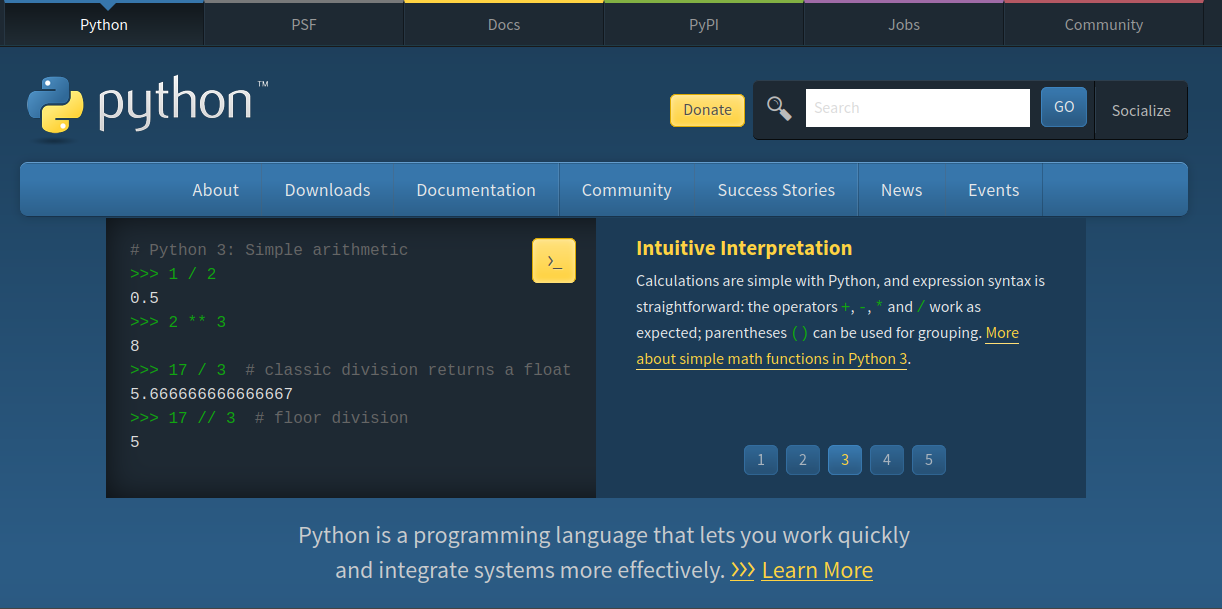 Python PSF Docs PyPI Jobs Community
python™
Donate Search GO Socialize
About Downloads Documentation Community Success Stories News Events
# Python 3: Simple arithmetic
>>> 1 / 2
0.5
>>> 2 ** 3
8
>>> 17 / 3  # classic division returns a float
5.666666666666667
>>> 17 // 3  # floor division
5
>_
Intuitive Interpretation
Calculations are simple with Python, and expression syntax is
straightforward: the operators +, -, * and / work as
expected; parentheses () can be used for grouping. More
about simple math functions in Python 3.
1 2 3 4 5
Python is a programming language that lets you work quickly
and integrate systems more effectively. >>> Learn More